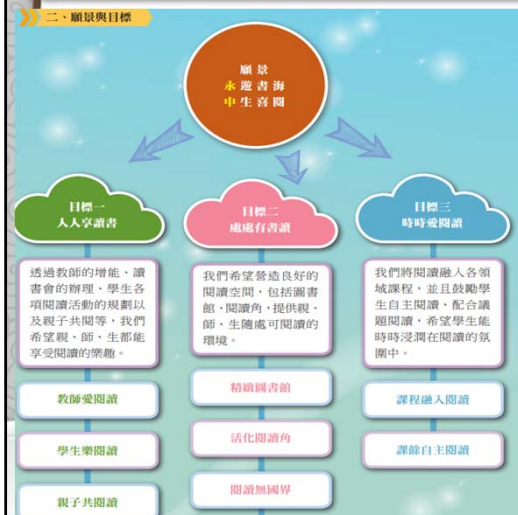 二、願景與目標
願景
永遊書海
中生喜閱
目標一
人人享讀書
透過教師的增能、讀
書會的辦理、學生各
項閱讀活動的規劃以
及親子共閱等,我們
希望親、師、生都能
享受閱讀的樂趣。
教師愛閱讀
學生樂閱讀
親子共閱讀
目標二
處處有書讀
我們希望營造良好的
閱讀空間,包括圖書
館、閱讀角,提供親、
師、生隨處可閱讀的
環境。
精緻圖書館
活化閱讀角
閱讀無國界
目標三
時時愛閱讀
我們將閱讀融入各領
域課程,並且鼓勵學
生自主閱讀、配合議
題閱讀,希望學生能
時時浸潤在閱讀的氛
圍中。
課程融入閱讀
課餘自主閱讀